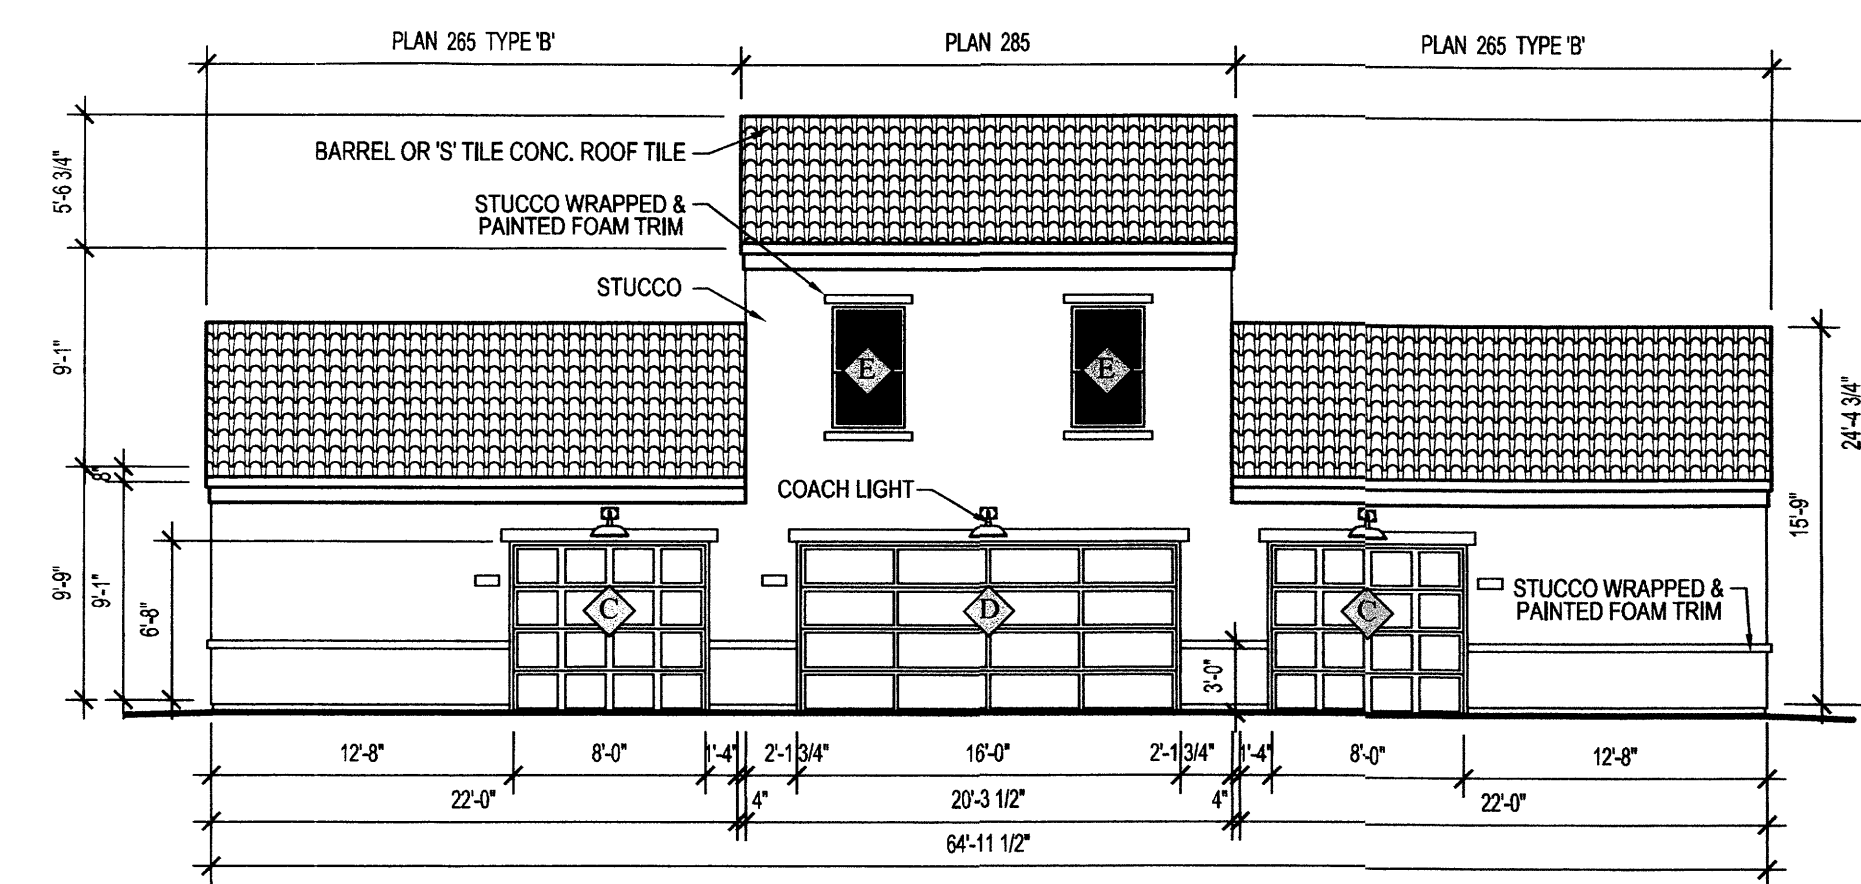 PLAN 265 TYPE 'B'
PLAN 285
PLAN 265 TYPE 'B'
BARREL OR 'S' TILE CONC. ROOF TILE
5'-6 3/4"
STUCCO WRAPPED &
PAINTED FOAM TRIM
STUCCO
9'-1"
E
E
24'-4 3/4"
8"
COACH LIGHT
15'-9"
9'-9"
9'-1"
6'-8"
C
D
C
STUCCO WRAPPED &
PAINTED FOAM TRIM
3'-0"
12'-8"
8'-0"
1'-4"
2'-1 3/4"
16'-0"
2'-1 3/4"
1'-4"
8'-0"
12'-8"
22'-0"
4"
20'-3 1/2"
4"
22'-0"
64'-11 1/2"